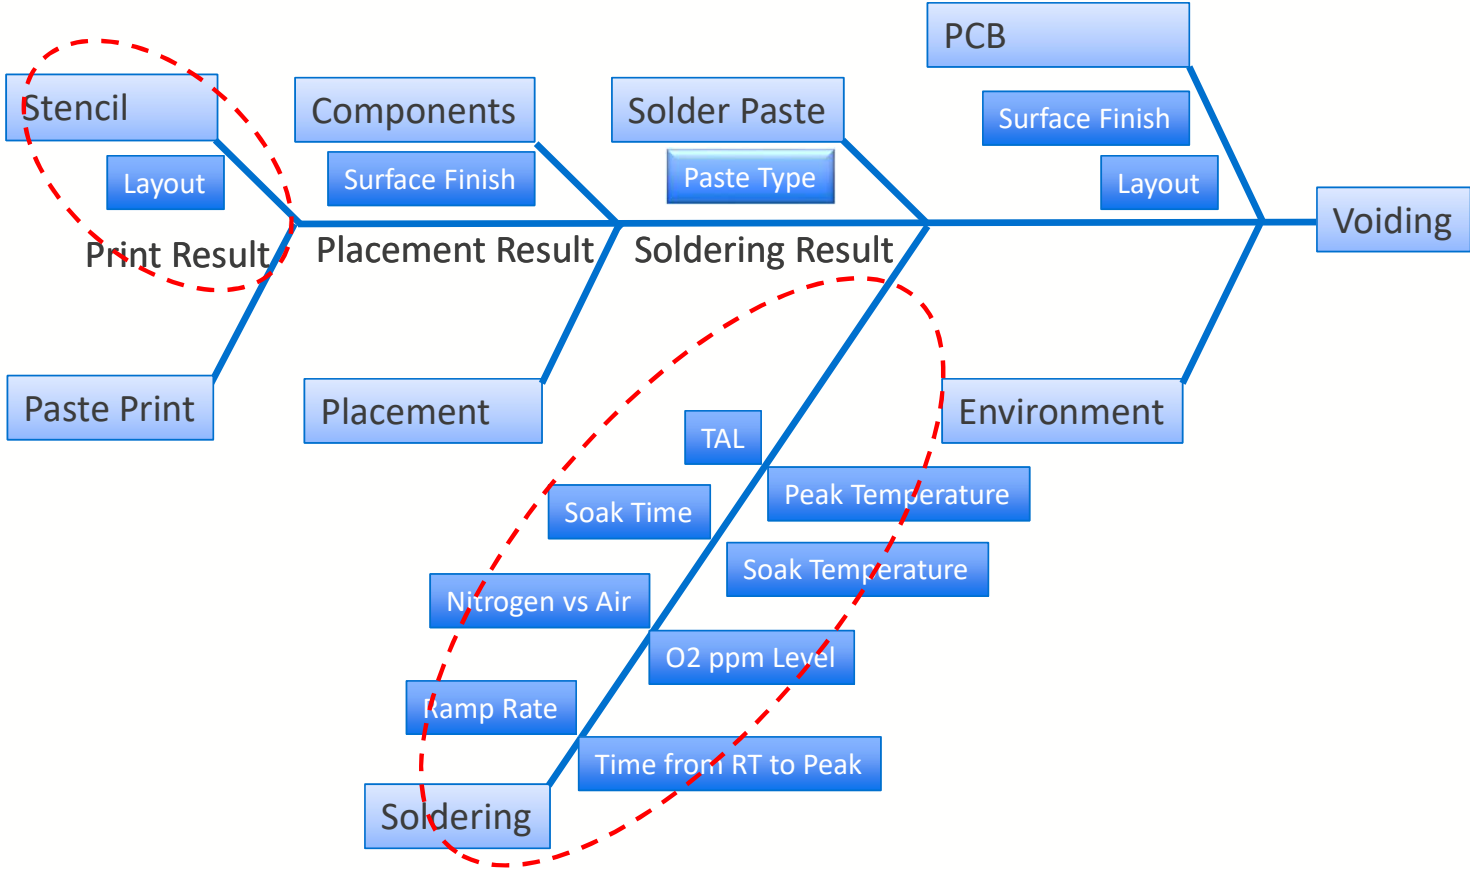 PCB
Stencil
Components
Solder Paste
Surface Finish
Layout
Surface Finish
Paste Type
Layout
Voiding
Print Result
Placement Result
Soldering Result
Paste Print
Placement
Environment
TAL
Peak Temperature
Soak Time
Soak Temperature
Nitrogen vs Air
O2 ppm Level
Ramp Rate
Time from RT to Peak
Soldering